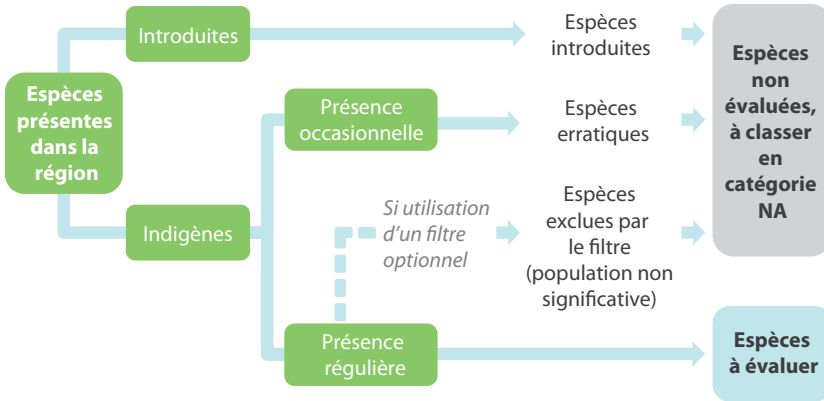 Introduites
Espèces
introduites
Espèces
non
évaluées,
à classer
en
catégorie
NA
Espèces
présentes
dans la
région
Présence
occasionnelle
Espèces
erratiques
Indigènes
Si utilisation
d'un filtre
optionnel
Espèces
exclues par
le filtre
(population non
significative)
Présence
régulière
Espèces
à évaluer